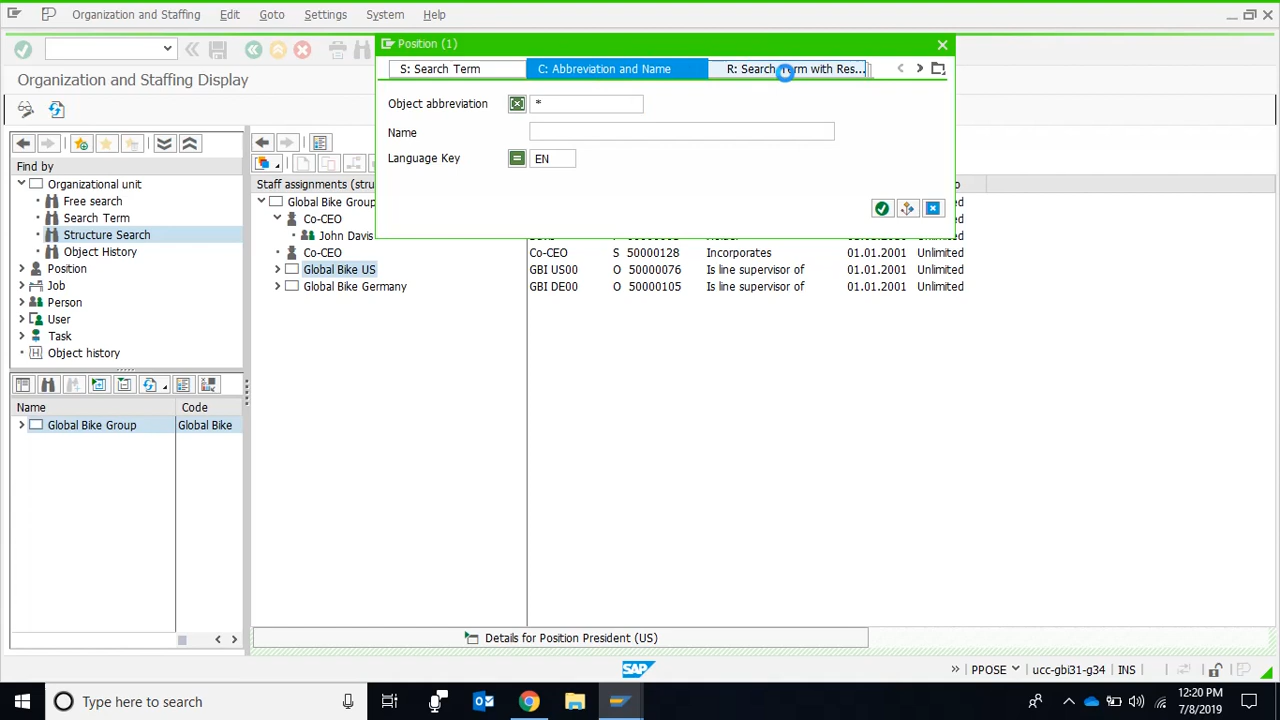 Organization and Staffing Edit Goto Settings System Help
Position (1)
Organization and Staffing Display
S: Search Term C: Abbreviation and Name R: Search Term with Res...
Object abbreviation *
Name
Language Key = EN
Find by
Organizational unit
Free search
Search Term
Structure Search
Object History
Position
Job
Person
User
Task
Object history
Name Code
Global Bike Group Global Bike
Staff assignments (stru
Global Bike Group
Co-CEO
John Davis
Unlimited
Co-CEO Co-CEO S 50000128 Incorporates 01.01.2001 Unlimited
Global Bike US GBI US00 O 50000076 Is line supervisor of 01.01.2001 Unlimited
Global Bike Germany GBI DE00 O 50000105 Is line supervisor of 01.01.2001 Unlimited
Details for Position President (US)
SAP
PPOSE ucc-gbi31-g34 INS
Type here to search
12:20 PM
7/8/2019